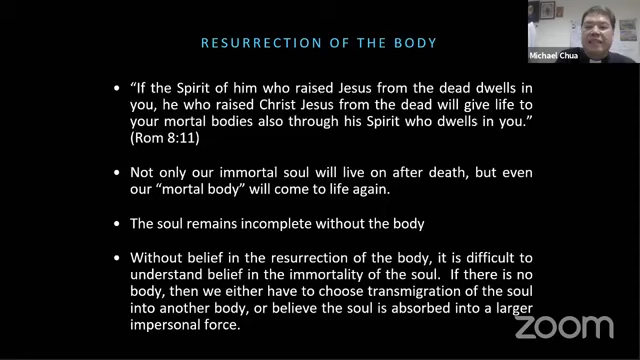 RESURRECTION OF THE BODY
Michael Chua
• "If the Spirit of him who raised Jesus from the dead dwells in
you, he who raised Christ Jesus from the dead will give life to
your mortal bodies also through his Spirit who dwells in you."
(Rom 8:11)
• Not only our immortal soul will live on after death, but even
our "mortal body" will come to life again.
• The soul remains incomplete without the body
• Without belief in the resurrection of the body, it is difficult to
understand belief in the immortality of the soul. If there is no
body, then we either have to choose transmigration of the soul
into another body, or believe the soul is absorbed into a larger
impersonal force.
zoom